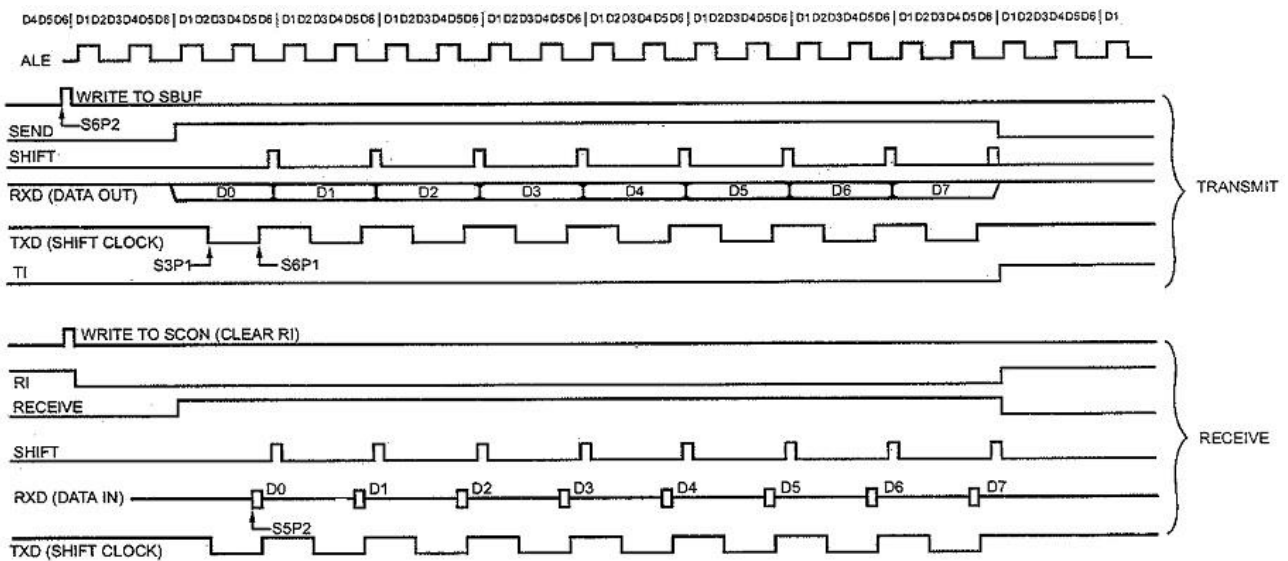 D4D5D6|D1D2D3D4D5D6|D1D2D3D4D5D6|D1D2D3D4D5D6|D1D2D3D4D5D6|D1D2D3D4D5D6|D1D2D3D4D5D6|D1D2D3D4D5D6|D1D2D3D4D5D6|D1D2D3D4D5D6|D1D2D3D4D5D6|D1
ALE
WRITE TO SBUF
S6P2
SEND
SHIFT
RXD (DATA OUT) D0 D1 D2 D3 D4 D5 D6 D7
TRANSMIT
TXD (SHIFT CLOCK)
S3P1 S6P1
TI
WRITE TO SCON (CLEAR RI)
RI
RECEIVE
SHIFT
RECEIVE
RXD (DATA IN) D0 D1 D2 D3 D4 D5 D6 D7
S5P2
TXD (SHIFT CLOCK)